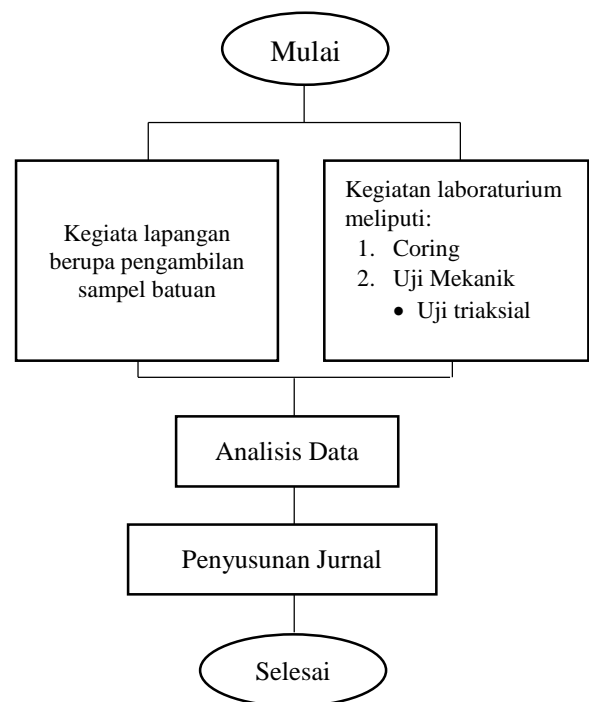 Mulai
Kegiata lapangan
berupa pengambilan
sampel batuan
Kegiatan laboraturium
meliputi:
1. Coring
2. Uji Mekanik
• Uji triaksial
Analisis Data
Penyusunan Jurnal
Selesai